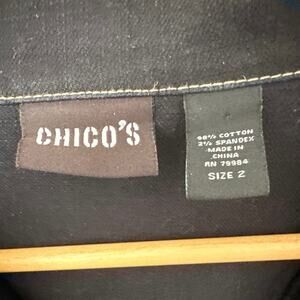 CHICO'S
98% COTTON
2% SPANDEX
MADE IN
CHINA
RN 79984
SIZE 2